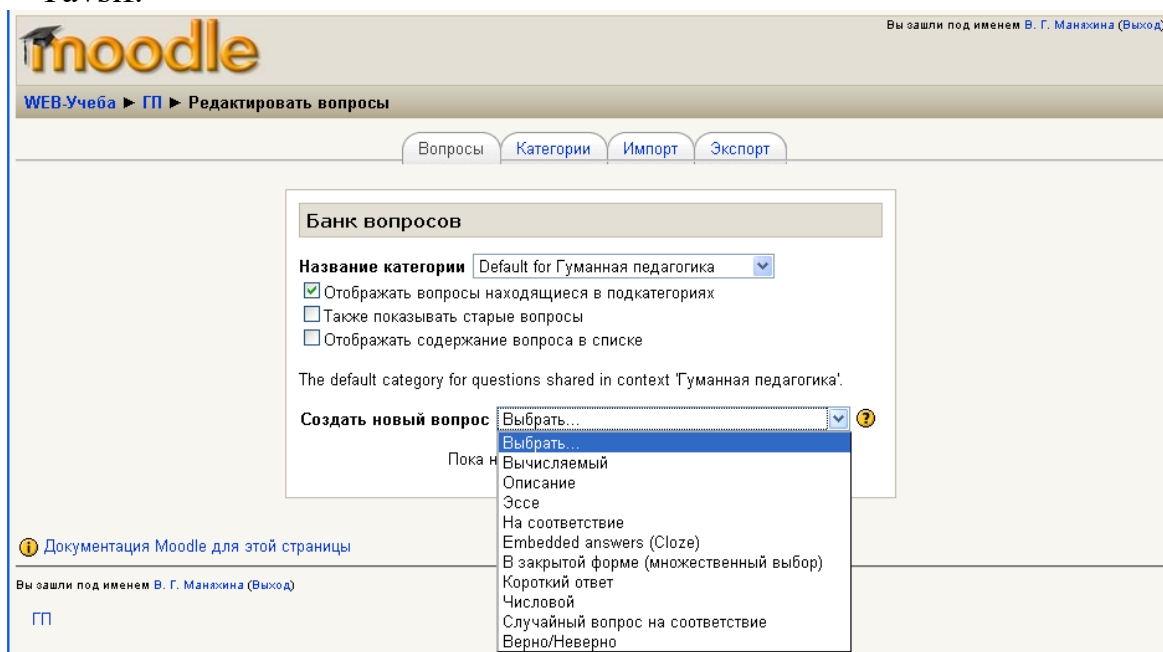 moodle
Вы зашли под именем В. Г. Маняхина (Выход)
WEB-Учеба ► ГП ► Редактировать вопросы
Вопросы Категории Импорт Экспорт
Банк вопросов
Название категории Default for Гуманная педагогика
Отображать вопросы находящиеся в подкатегориях
Также показывать старые вопросы
Отображать содержание вопроса в списке
The default category for questions shared in context 'Гуманная педагогика'.
Создать новый вопрос Выбрать...
Выбрать...
Пока
Вычисляемый
Описание
Эссе
На соответствие
Embedded answers (Cloze)
В закрытой форме (множественный выбор)
Короткий ответ
Числовой
Случайный вопрос на соответствие
Верно/Неверно
Документация Moodle для этой страницы
Вы зашли под именем В. Г. Маняхина (Выход)
ГП